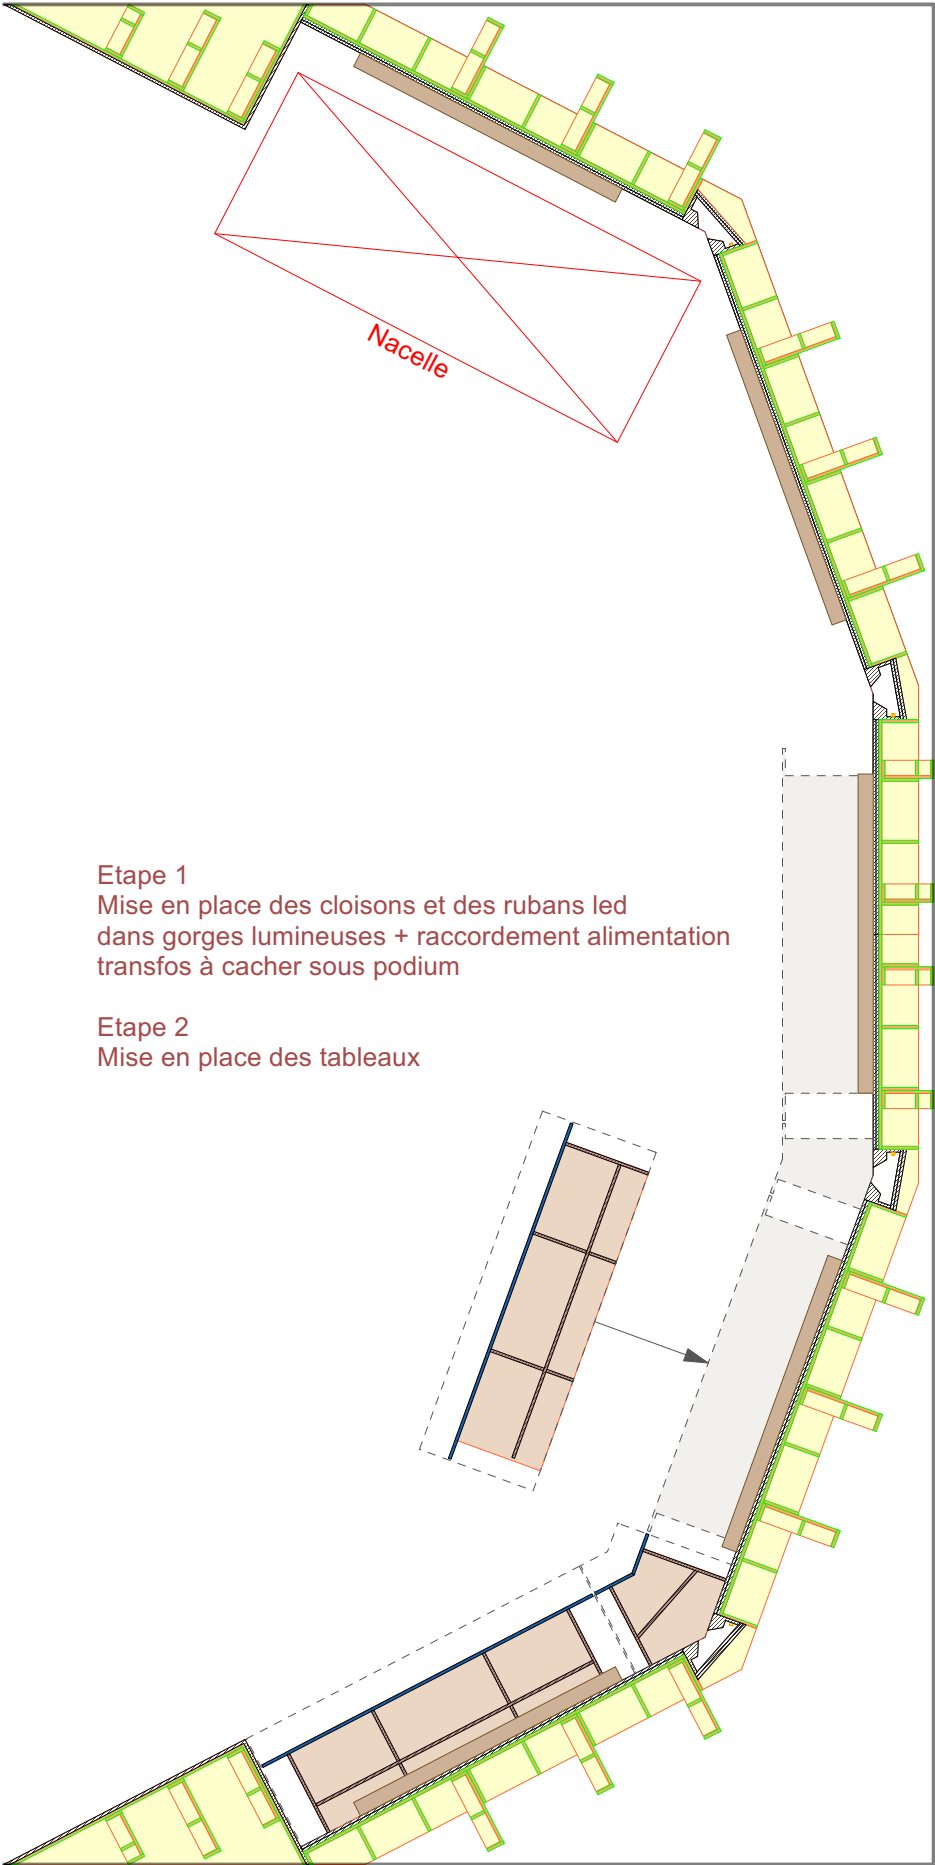 Nacelle
Etape 1
Mise en place des cloisons et des rubans led
dans gorges lumineuses + raccordement alimentation
transfos à cacher sous podium
Etape 2
Mise en place des tableaux